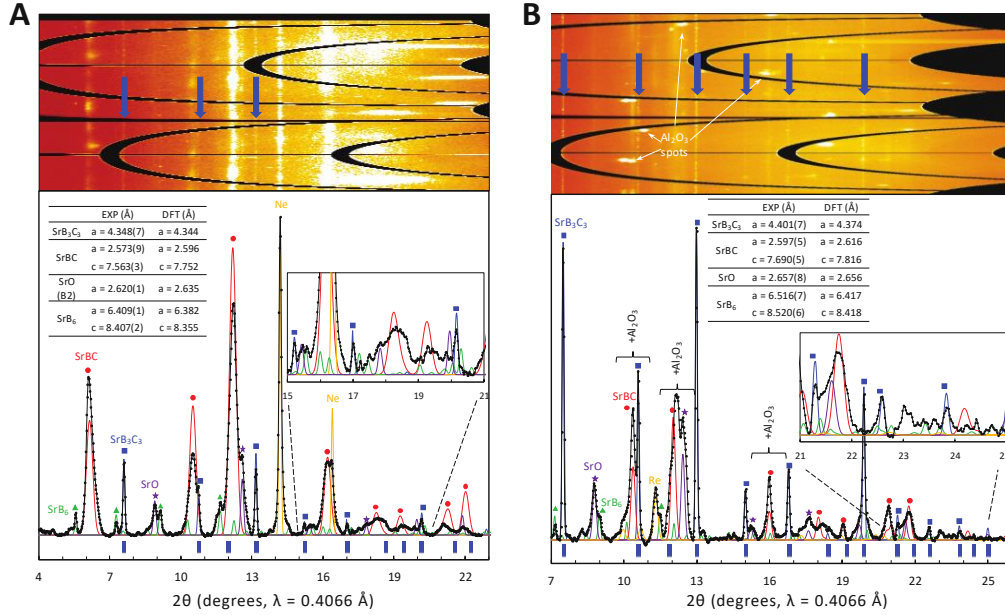 A
B
Al₂O₃
spots
EXP (Å) DFT (Å)
SrB₃C₃ a = 4.348(7) a = 4.344
SrBC a = 2.573(9) a = 2.596
c = 7.563(3) c = 7.752
SrO (B2) a = 2.620(1) a = 2.635
SrB₆ a = 6.409(1) a = 6.382
c = 8.407(2) c = 8.355
Ne
SrBC
SrB₃C₃
SrO
SrB₆
Ne
15 16 17 18 19 20 21
4 7 10 13 16 19 22
2θ (degrees, λ = 0.4066 Å)
EXP (Å) DFT (Å)
SrB₃C₃ a = 4.401(7) a = 4.374
SrBC a = 2.597(5) a = 2.616
c = 7.690(5) c = 7.816
SrO a = 2.657(8) a = 2.656
SrB₆ a = 6.516(7) a = 6.417
c = 8.520(6) c = 8.418
SrB₃C₃
+Al₂O₃
+Al₂O₃
SrBC
SrO
SrB₆
Re
+Al₂O₃
21 22 23 24 25
7 10 13 16 19 22 25
2θ (degrees, λ = 0.4066 Å)